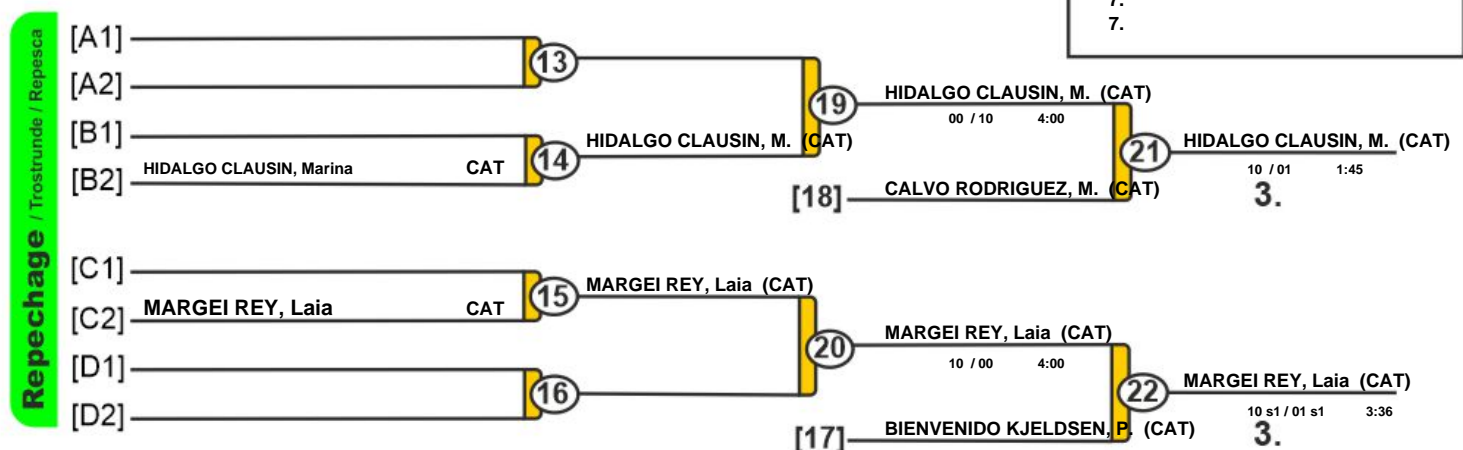 7.
7.
Repechage / Trostrunde / Repesca
[A1]
13
[A2]
19
HIDALGO CLAUSIN, M. (CAT)
00 / 10 4:00
[B1]
HIDALGO CLAUSIN, M. (CAT)
14
21
HIDALGO CLAUSIN, M. (CAT)
10 / 01 1:45
3.
[B2]
HIDALGO CLAUSIN, Marina CAT
[18]
CALVO RODRIGUEZ, M. (CAT)
[C1]
15
MARGEI REY, Laia (CAT)
[C2]
MARGEI REY, Laia CAT
20
MARGEI REY, Laia (CAT)
10 / 00 4:00
[D1]
16
22
MARGEI REY, Laia (CAT)
10 s1 / 01 s1 3:36
3.
[D2]
[17]
BIENVENIDO KJELDSEN, P. (CAT)